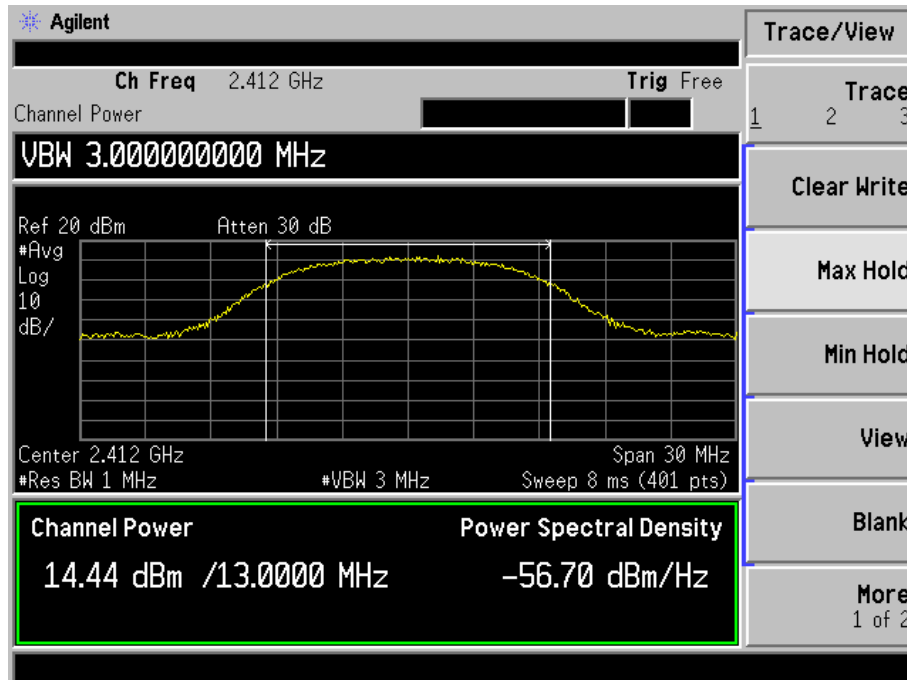 Agilent
Trace/View
Ch Freq 2.412 GHz Trig Free
Channel Power
Trace
1 2 3
VBW 3.000000000 MHz
Clear Write
Ref 20 dBm Atten 30 dB
#Avg
Log
10
dB/
Max Hold
Min Hold
View
Center 2.412 GHz Span 30 MHz
#Res BW 1 MHz #VBW 3 MHz Sweep 8 ms (401 pts)
Channel Power Power Spectral Density
14.44 dBm /13.0000 MHz -56.70 dBm/Hz
Blank
More
1 of 2